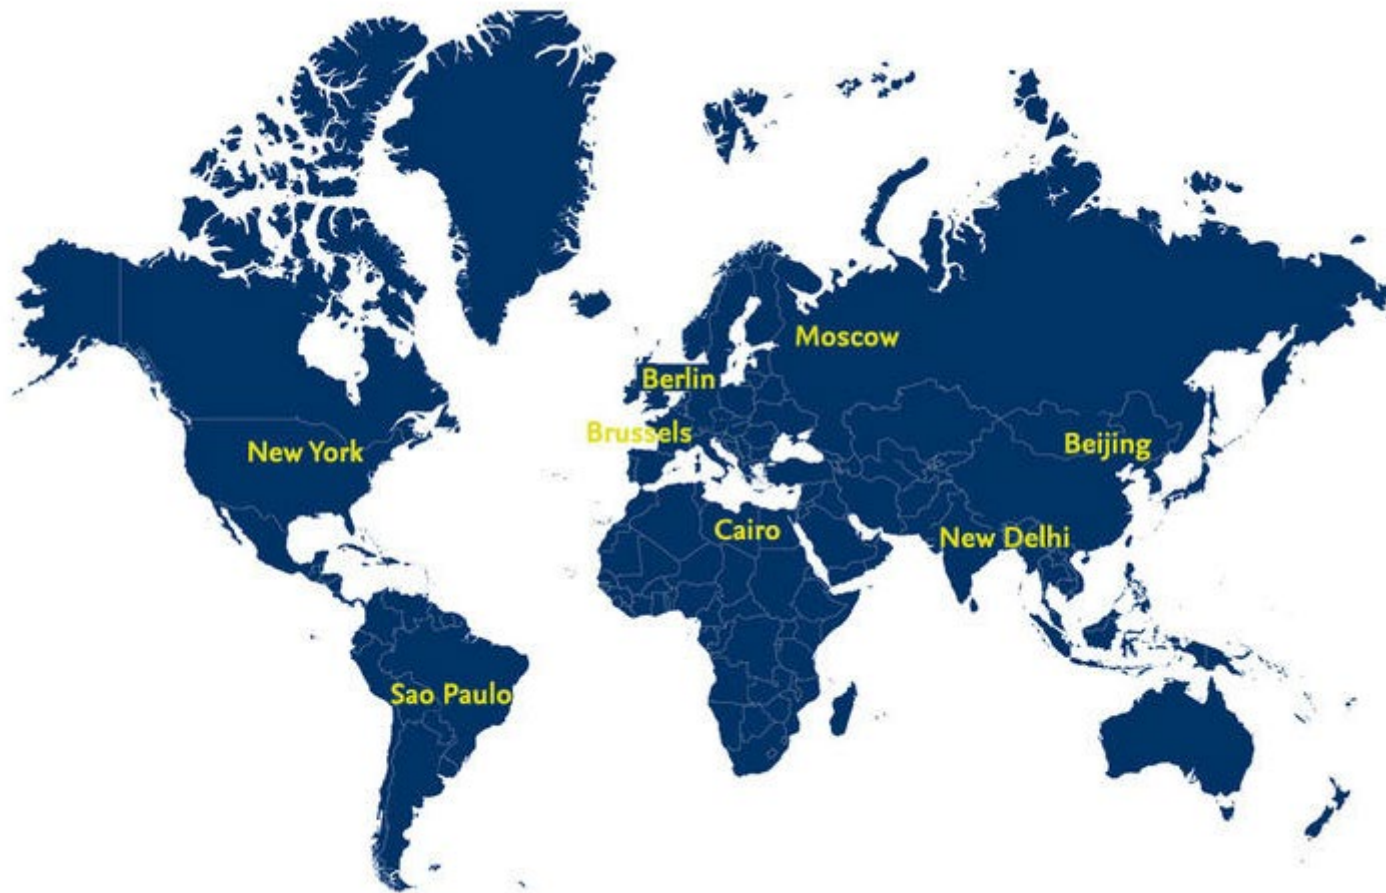 Moscow
Berlin
Brussels
New York
Beijing
Cairo
New Delhi
Sao Paulo